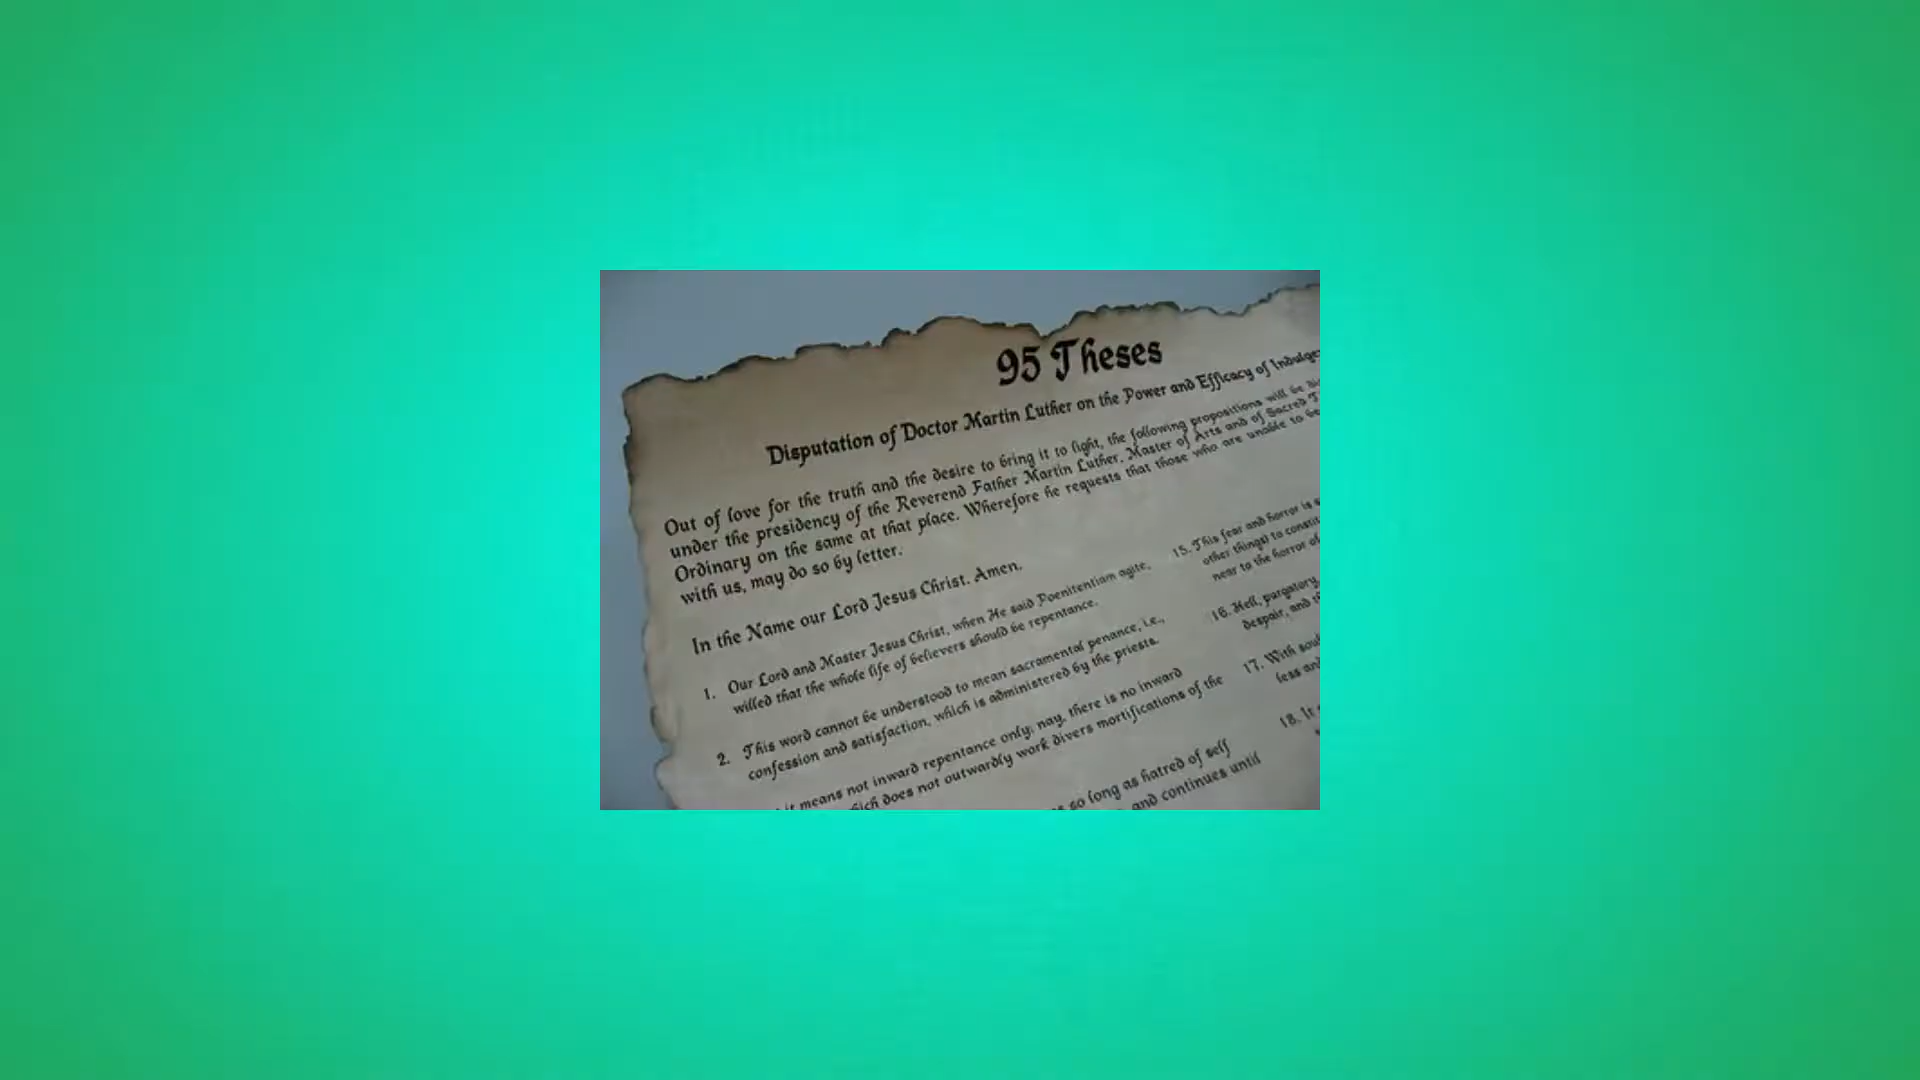 95 Theses
Disputation of Doctor Martin Luther on the Power and Efficacy of
Out of love for the truth and the desire to bring it to light, the following propositions will be
under the presidency of the Reverend Father Martin Luther, Master of Arts and of Sacred
Ordinary on the same at that place. Wherefore he requests that those who are unable to be
with us, may do so by letter.
In the Name our Lord Jesus Christ. Amen.
1. Our Lord and Master Jesus Christ, when He said Poenitentiam agite,
willed that the whole life of believers should be repentance.
2. This word cannot be understood to mean sacramental penance, i.e.,
confession and satisfaction, which is administered by the priests.
it means not inward repentance only; nay, there is no inward
which does not outwardly work divers mortifications of the
so long as hatred of self
and continues until
15. This fear and horror is
other things) to
near to the horror of
16. Hell, purgatory,
despair, and
17. With
less and
18. It